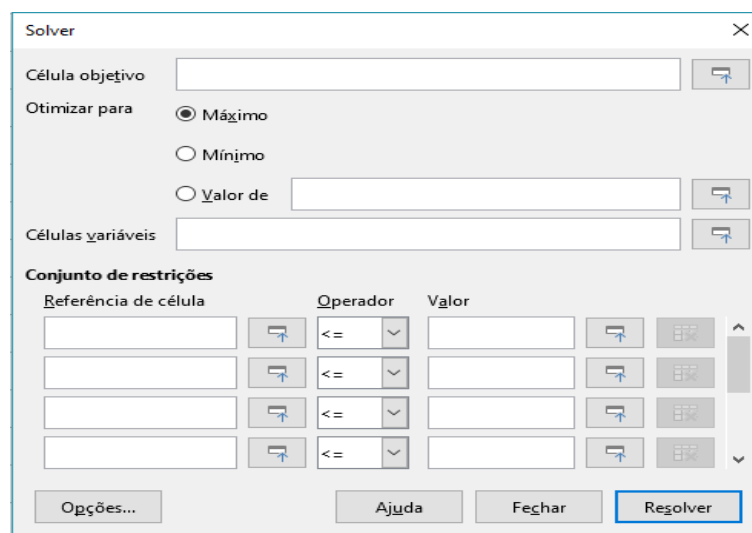 Solver
Célula objetivo
Otimizar para
Máximo
Mínimo
Valor de
Células variáveis
Conjunto de restrições
Referência de célula Operador Valor
<=
<=
<=
<=
Opções... Ajuda Fechar Resolver